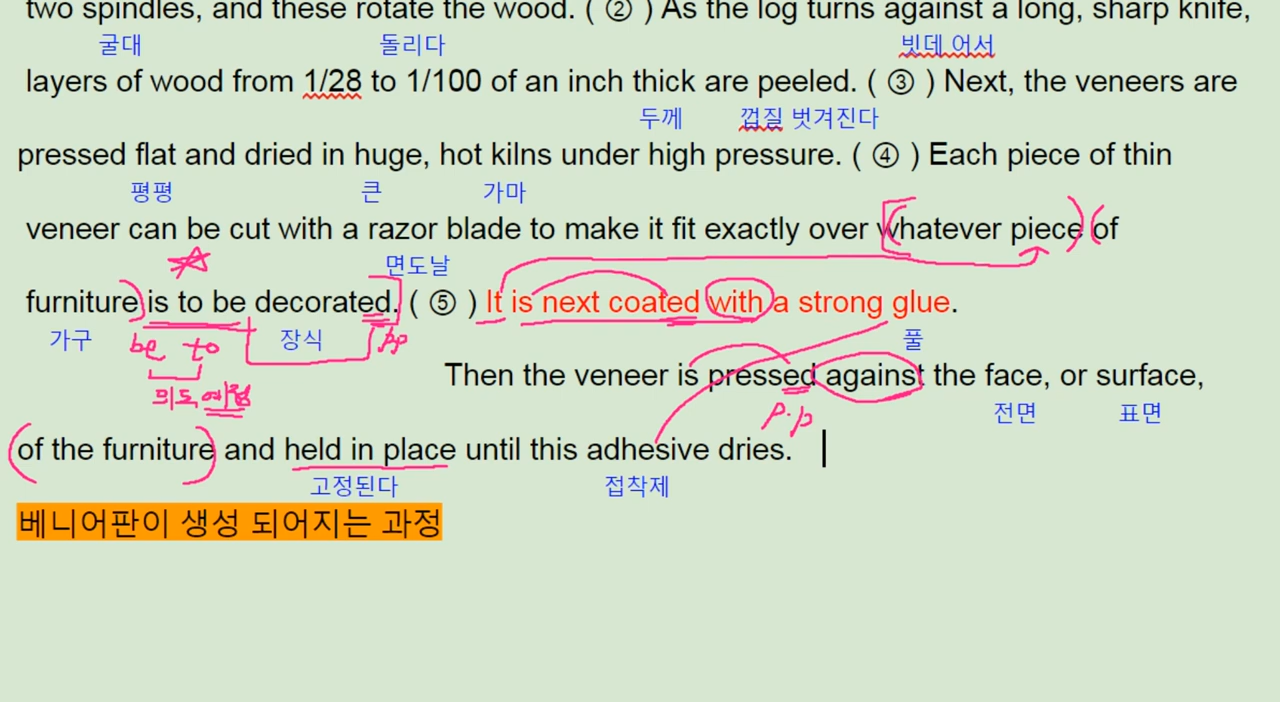 two spindles, and these rotate the wood. ( ② ) As the log turns against a long, sharp knife,
굴대 돌리다 빗데 어서
layers of wood from 1/28 to 1/100 of an inch thick are peeled. ( ③ ) Next, the veneers are
두께 껍질 벗겨진다
pressed flat and dried in huge, hot kilns under high pressure. ( ④ ) Each piece of thin
평평 큰 가마
veneer can be cut with a razor blade to make it fit exactly over whatever piece of
면도날
furniture is to be decorated. ( ⑤ ) It is next coated with a strong glue.
가구 be to 장식 pp 풀
의도, 예정
Then the veneer is pressed against the face, or surface,
p.p 전면 표면
of the furniture and held in place until this adhesive dries.
고정된다 접착제
베니어판이 생성 되어지는 과정